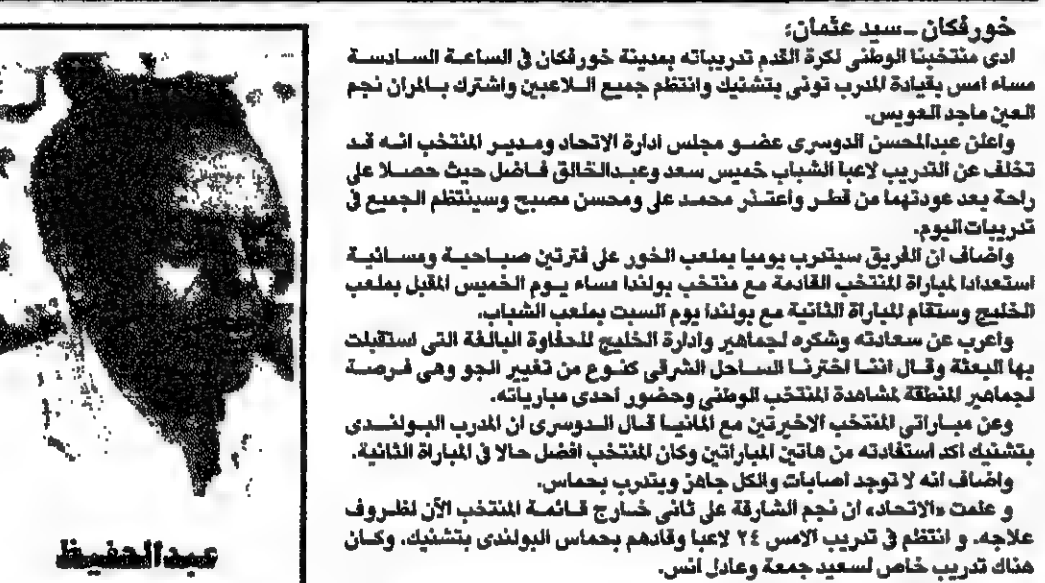 خورفكان ـ سيد عثمان:
ادى منتخبنا الوطنى لكرة القدم تدريباته بمدينة خورفكان في الساعة السادسة
مساء امس بقيادة المدرب تونى بتشنيك وانتظم جميع اللاعبين واشترك بالمران نجم
العين ماجد العويس.
واعلن عبدالمحسن الدوسرى عضو مجلس ادارة الاتحاد ومدير المنتخب انه قد
تخلف عن التدريب لاعبا الشباب خميس سعد وعبدالخالق فاضل حيث حصلا على
راحة بعد عودتهما من قطر واعتذر محمد على ومحسن مصبح وسينتظم الجميع في
تدريبات اليوم.
واضاف ان الفريق سيتدرب يوميا بملعب الخور على فترتين صباحية ومسائية
استعدادا لمباراة المنتخب القادمة مع منتخب بولندا مساء يوم الخميس المقبل بملعب
الخليج وستقام المباراة الثانية مع بولندا يوم السبت بملعب الشباب.
واعرب عن سعادته وشكره لجماهير وادارة الخليج للحفاوة البالغة التى استقبلت
بها البعثة وقال اننا اخترنا الساحل الشرقى كنوع من تغيير الجو وهى فرصة
لجماهير المنطقة لمشاهدة المنتخب الوطنى وحضور احدى مبارياته.
وعن مباراتى المنتخب الاخيرتين مع المانيا قال الدوسرى ان المدرب البولندى
بتشنيك اكد استفادته من هاتين المباراتين وكان المنتخب افضل حالا في المباراة الثانية.
واضاف انه لا توجد اصابات والكل جاهز ويتدرب بحماس.
و علمت «الاتحاد» ان نجم الشارقة على ثانى خارج قائمة المنتخب الآن لظروف
علاجه. و انتظم في تدريب الامس ٢٤ لاعبا وقادهم بحماس البولندى بتشنيك. وكان
هناك تدريب خاص لسعيد جمعة وعادل انس.
عبدالحفيظ